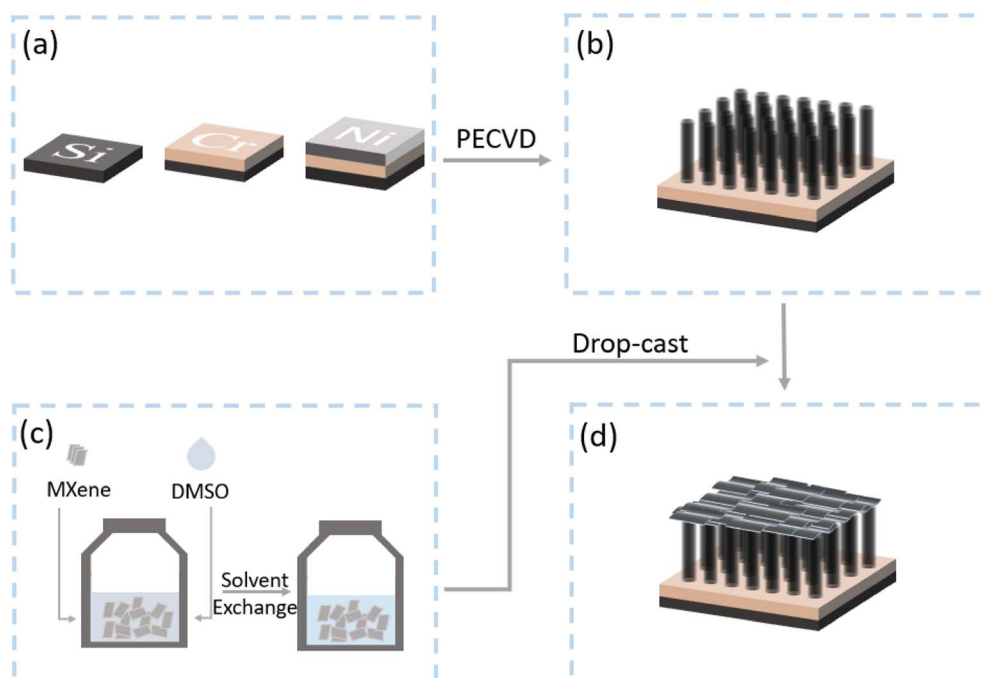 (a)
Si
Cr
Ni
PECVD
(b)
Drop-cast
(c)
MXene
DMSO
Solvent
Exchange
(d)